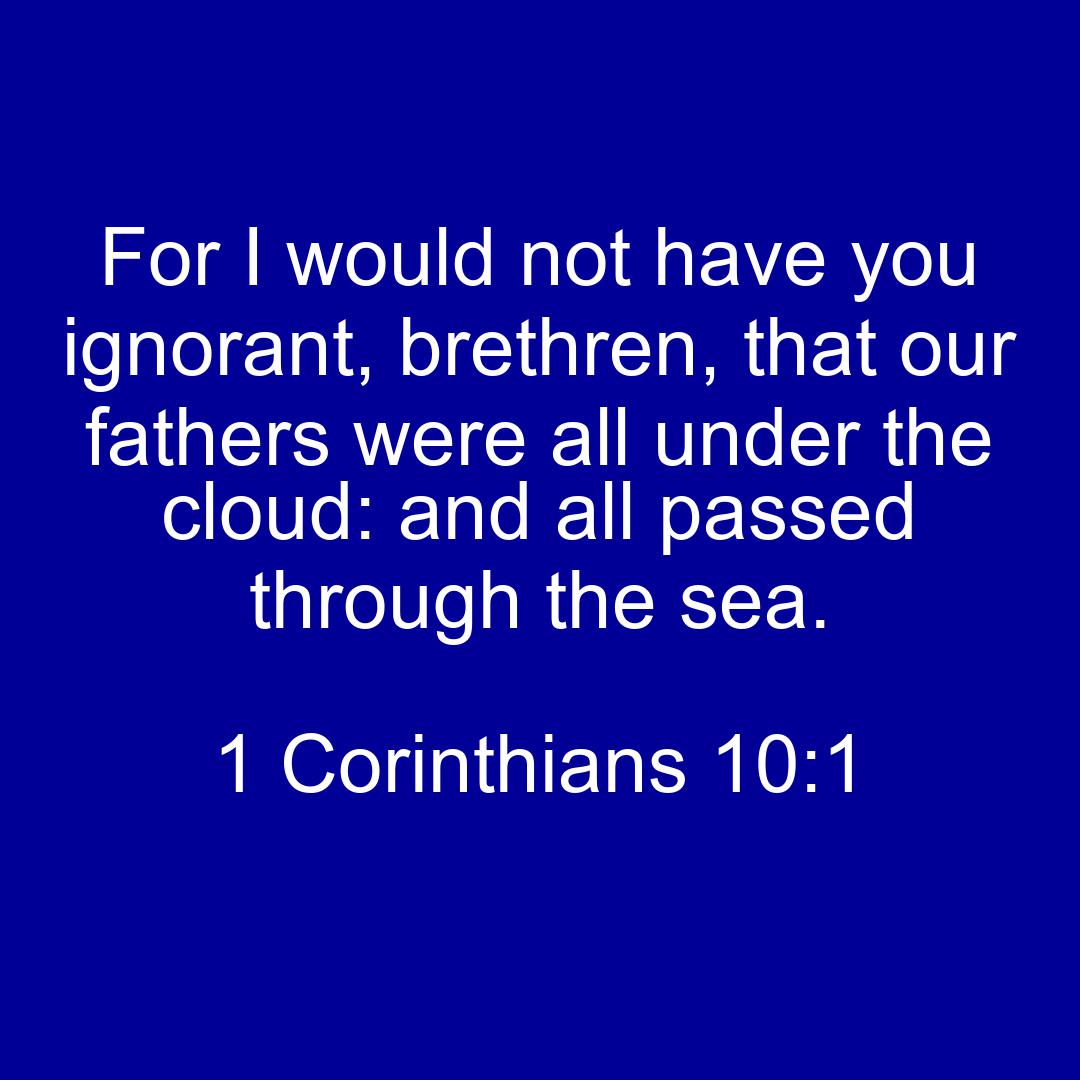 For I would not have you
ignorant, brethren, that our
fathers were all under the
cloud: and all passed
through the sea.
1 Corinthians 10:1